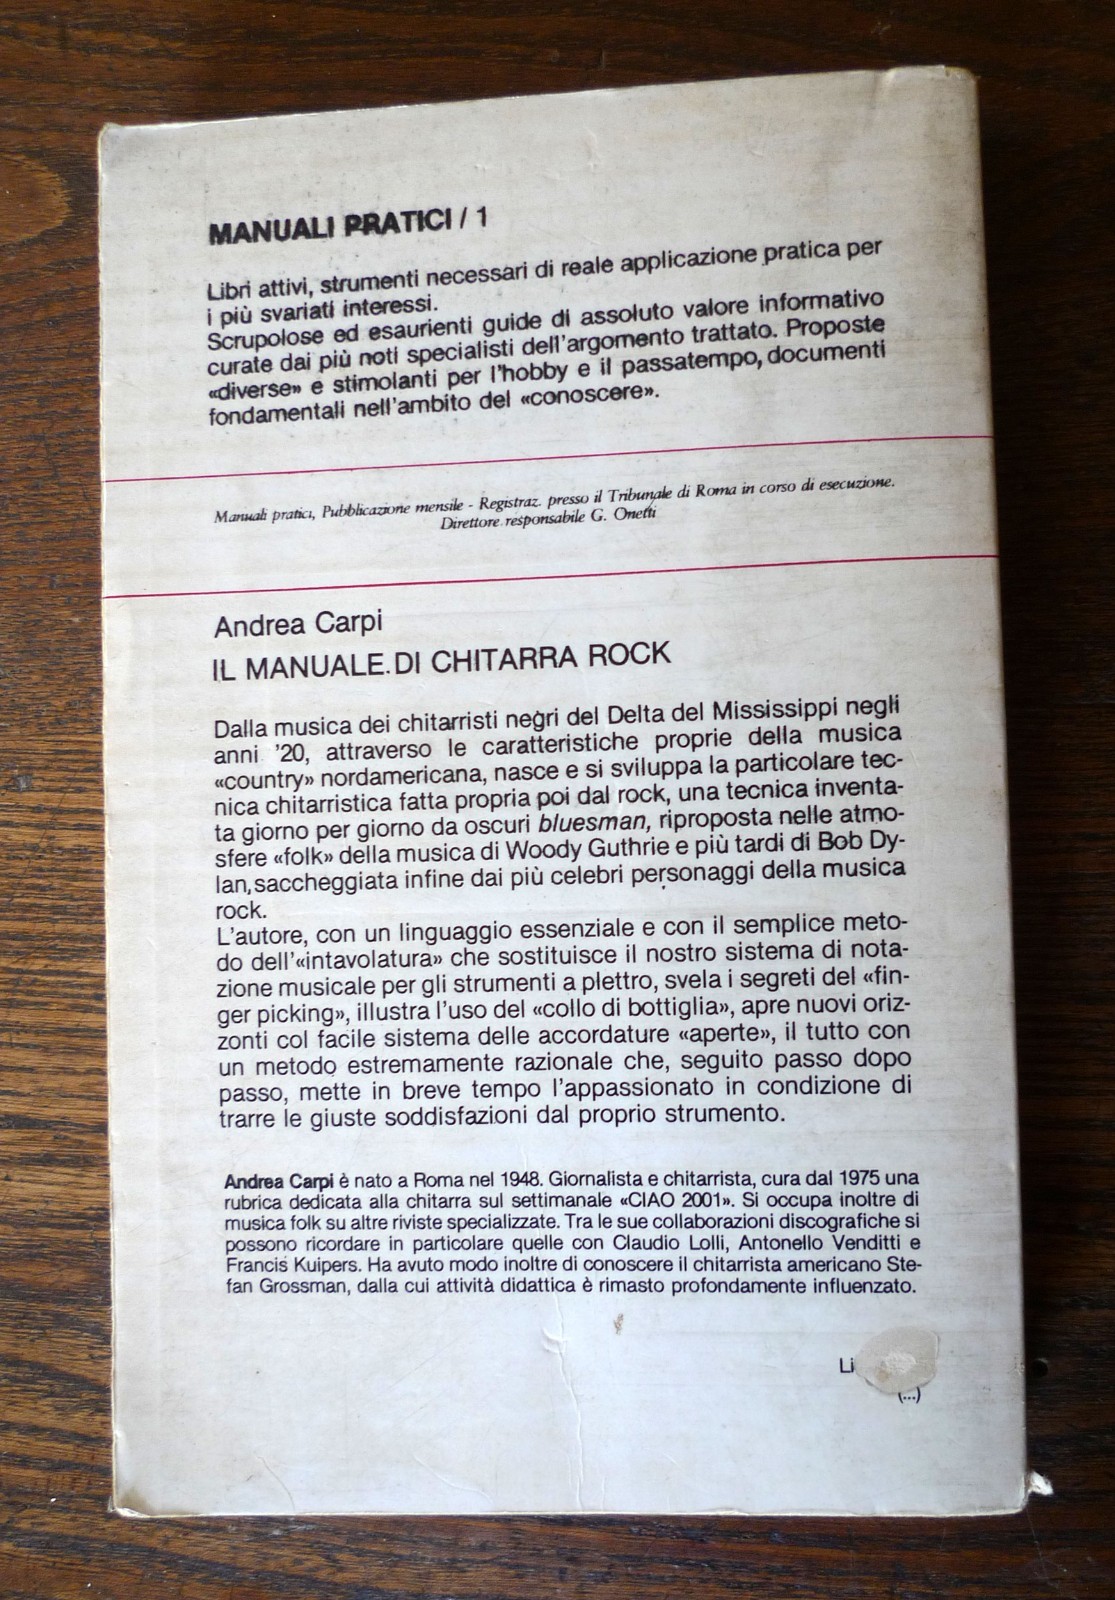 MANUALI PRATICI / 1
Libri attivi, strumenti necessari di reale applicazione pratica per
i più svariati interessi.
Scrupolose ed esaurienti guide di assoluto valore informativo
curate dai più noti specialisti dell'argomento trattato. Proposte
«diverse» e stimolanti per l'hobby e il passatempo, documenti
fondamentali nell'ambito del «conoscere».
Manuali pratici, Pubblicazione mensile - Registraz. presso il Tribunale di Roma in corso di esecuzione.
Direttore responsabile G. Onetti
Andrea Carpi
IL MANUALE DI CHITARRA ROCK
Dalla musica dei chitarristi negri del Delta del Mississippi negli
anni '20, attraverso le caratteristiche proprie della musica
«country» nordamericana, nasce e si sviluppa la particolare tec-
nica chitarristica fatta propria poi dal rock, una tecnica inventa-
ta giorno per giorno da oscuri bluesman, riproposta nelle atmo-
sfere «folk» della musica di Woody Guthrie e più tardi di Bob Dy-
lan, saccheggiata infine dai più celebri personaggi della musica
rock.
L'autore, con un linguaggio essenziale e con il semplice meto-
do dell'«intavolatura» che sostituisce il nostro sistema di nota-
zione musicale per gli strumenti a plettro, svela i segreti del «fin-
ger picking», illustra l'uso del «collo di bottiglia», apre nuovi oriz-
zonti col facile sistema delle accordature «aperte», il tutto con
un metodo estremamente razionale che, seguito passo dopo
passo, mette in breve tempo l'appassionato in condizione di
trarre le giuste soddisfazioni dal proprio strumento.
Andrea Carpi è nato a Roma nel 1948. Giornalista e chitarrista, cura dal 1975 una
rubrica dedicata alla chitarra sul settimanale «CIAO 2001». Si occupa inoltre di
musica folk su altre riviste specializzate. Tra le sue collaborazioni discografiche si
possono ricordare in particolare quelle con Claudio Lolli, Antonello Venditti e
Francis Kuipers. Ha avuto modo inoltre di conoscere il chitarrista americano Ste-
fan Grossman, dalla cui attività didattica è rimasto profondamente influenzato.
(...)